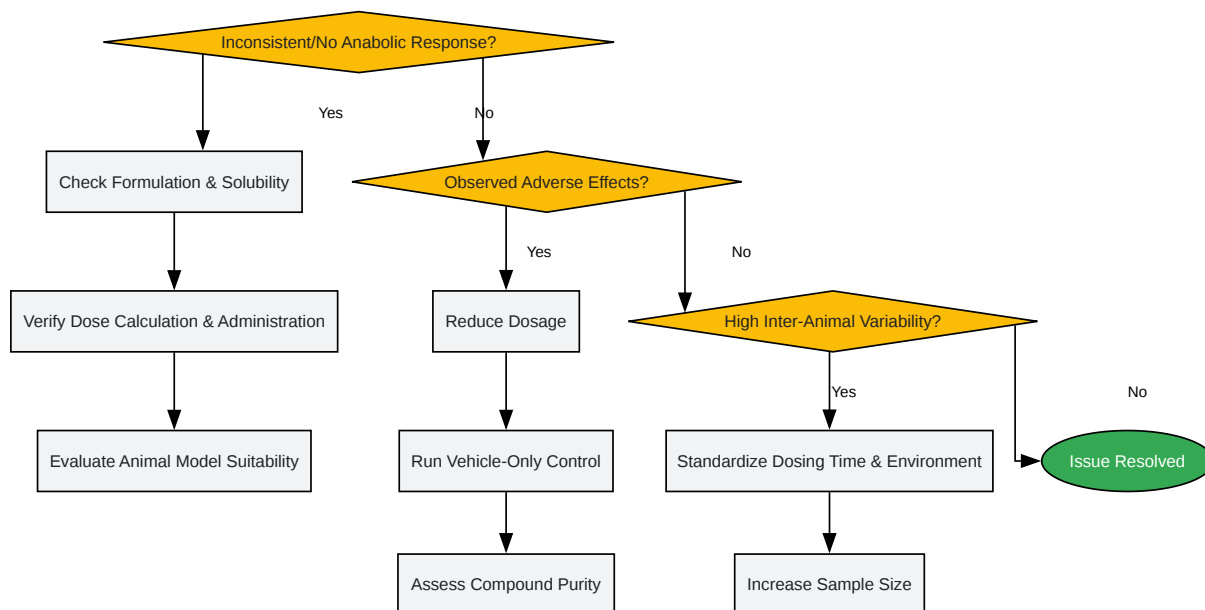 Inconsistent/No Anabolic Response?
Yes
No
Check Formulation & Solubility
Observed Adverse Effects?
Yes
No
Verify Dose Calculation & Administration
Reduce Dosage
High Inter-Animal Variability?
Yes
No
Evaluate Animal Model Suitability
Run Vehicle-Only Control
Standardize Dosing Time & Environment
Issue Resolved
Assess Compound Purity
Increase Sample Size